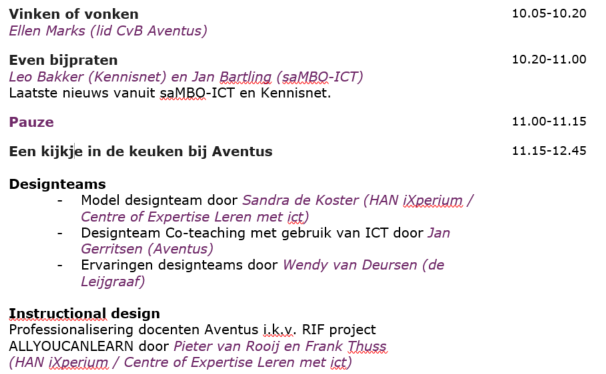 Vinken of vonken 10.05-10.20
Ellen Marks (lid CvB Aventus)
Even bijpraten 10.20-11.00
Leo Bakker (Kennisnet) en Jan Bartling (saMBO-ICT)
Laatste nieuws vanuit saMBO-ICT en Kennisnet.
Pauze 11.00-11.15
Een kijkje in de keuken bij Aventus 11.15-12.45
Designteams
- Model designteam door Sandra de Koster (HAN iXperium /
Centre of Expertise Leren met ict)
- Designteam Co-teaching met gebruik van ICT door Jan
Gerritsen (Aventus)
- Ervaringen designteams door Wendy van Deursen (de
Leijgraaf)
Instructional design
Professionalisering docenten Aventus i.k.v. RIF project
ALLYOUCANLEARN door Pieter van Rooij en Frank Thuss
(HAN iXperium / Centre of Expertise Leren met ict)